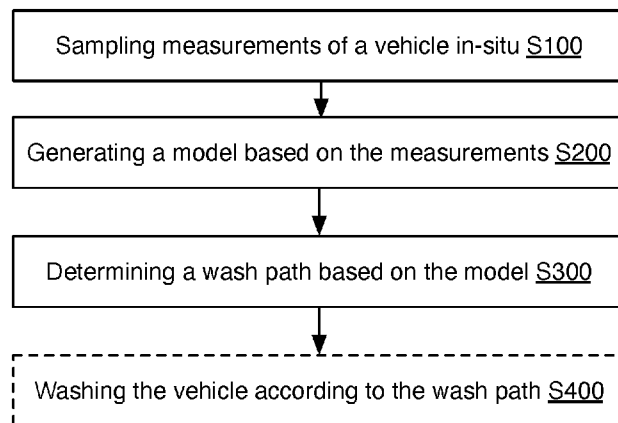 Sampling measurements of a vehicle in-situ S100
Generating a model based on the measurements S200
Determining a wash path based on the model S300
Washing the vehicle according to the wash path S400